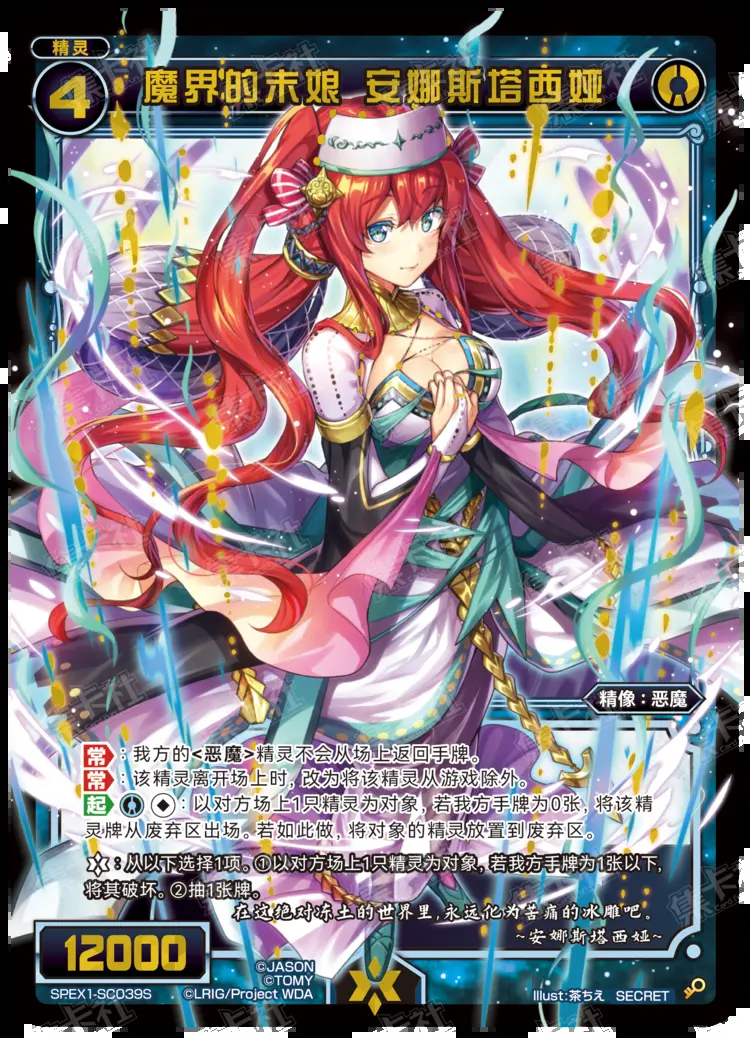 精灵
4
魔界的末娘 安娜斯塔西娅
精像:恶魔
常:我方的<恶魔>精灵不会从场上返回手牌。
常:该精灵离开场上时,改为将该精灵从游戏除外。
起 :以对方场上1只精灵为对象,若我方手牌为0张,将该精
灵牌从废弃区出场。若如此做,将对象的精灵放置到废弃区。
:从以下选择1项。①以对方场上1只精灵为对象,若我方手牌为1张以下,
将其破坏。②抽1张牌。
在这绝对冻土的世界里,永远化为苦痛的冰雕吧。
~安娜斯塔西娅~
12000
©JASON
©TOMY
SPEX1-SC039S ©LRIG/Project WDA
Illust:茶ちえ SECRET
集卡社